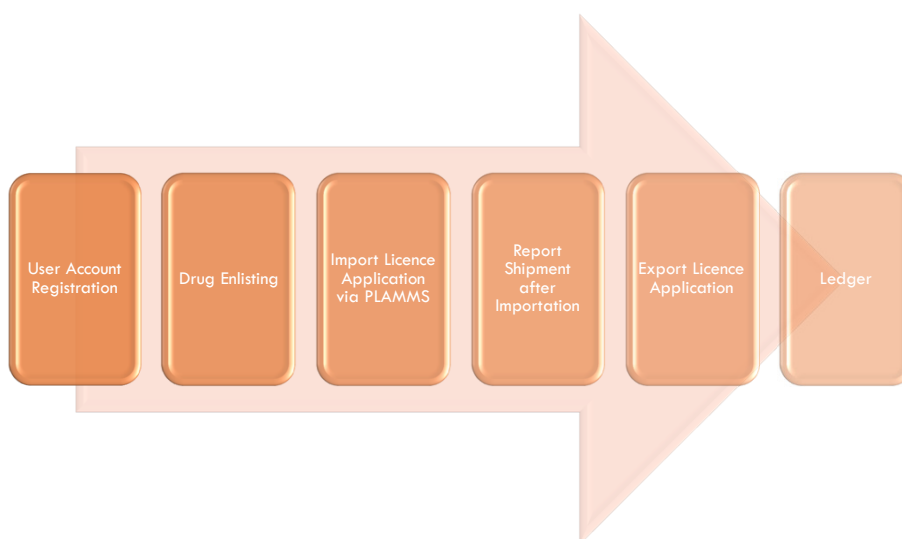 User Account
Registration
Drug Enlisting
Import Licence
Application
via PLAMMS
Report
Shipment
after
Importation
Export Licence
Application
Ledger